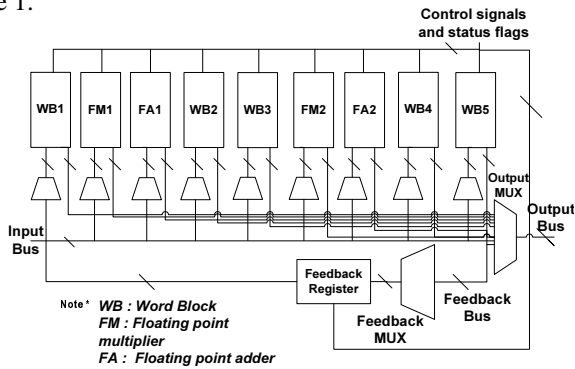 e 1.
Control signals
and status flags
WB1
FM1
FA1
WB2
WB3
FM2
FA2
WB4
WB5
Output
MUX
Output
Bus
Input
Bus
Feedback
Register
Feedback
MUX
Feedback
Bus
Note* WB : Word Block
FM : Floating point
multiplier
FA : Floating point adder